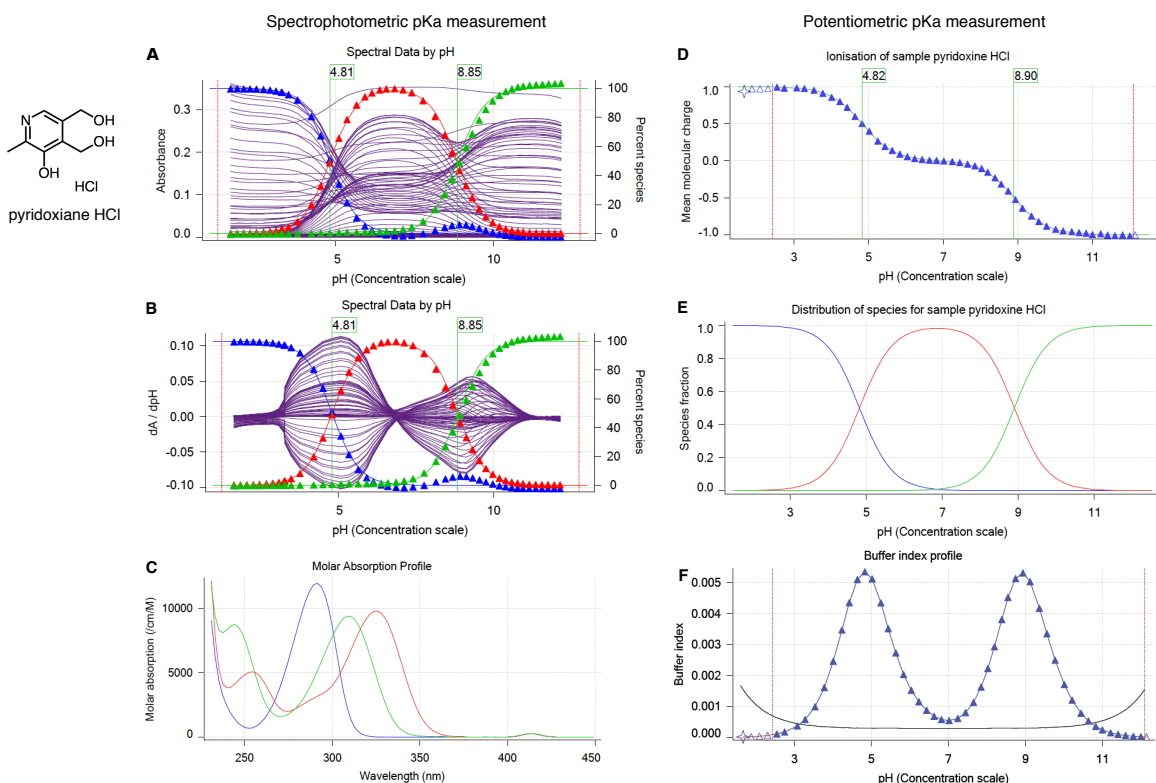 Spectrophotometric pKa measurement
Potentiometric pKa measurement
N
OH
OH
OH
HCl
pyridoxiane HCl
A
Spectral Data by pH
4.81
8.85
Absorbance
0.3
0.2
0.1
0.0
100
80
60
40
20
0
Percent species
5
10
pH (Concentration scale)
B
Spectral Data by pH
4.81
8.85
dA / dpH
0.10
0.05
0.00
-0.05
-0.10
100
80
60
40
20
0
Percent species
5
10
pH (Concentration scale)
C
Molar Absorption Profile
Molar absorption (/cm/M)
10000
5000
0
250
300
350
400
450
Wavelength (nm)
D
Ionisation of sample pyridoxine HCl
4.82
8.90
Mean molecular charge
1.0
0.5
0.0
-0.5
-1.0
3
5
7
9
11
pH (Concentration scale)
E
Distribution of species for sample pyridoxine HCl
Species fraction
1.0
0.8
0.6
0.4
0.2
0.0
3
5
7
9
11
pH (Concentration scale)
F
Buffer index profile
Buffer index
0.005
0.004
0.003
0.002
0.001
0.000
3
5
7
9
11
pH (Concentration scale)